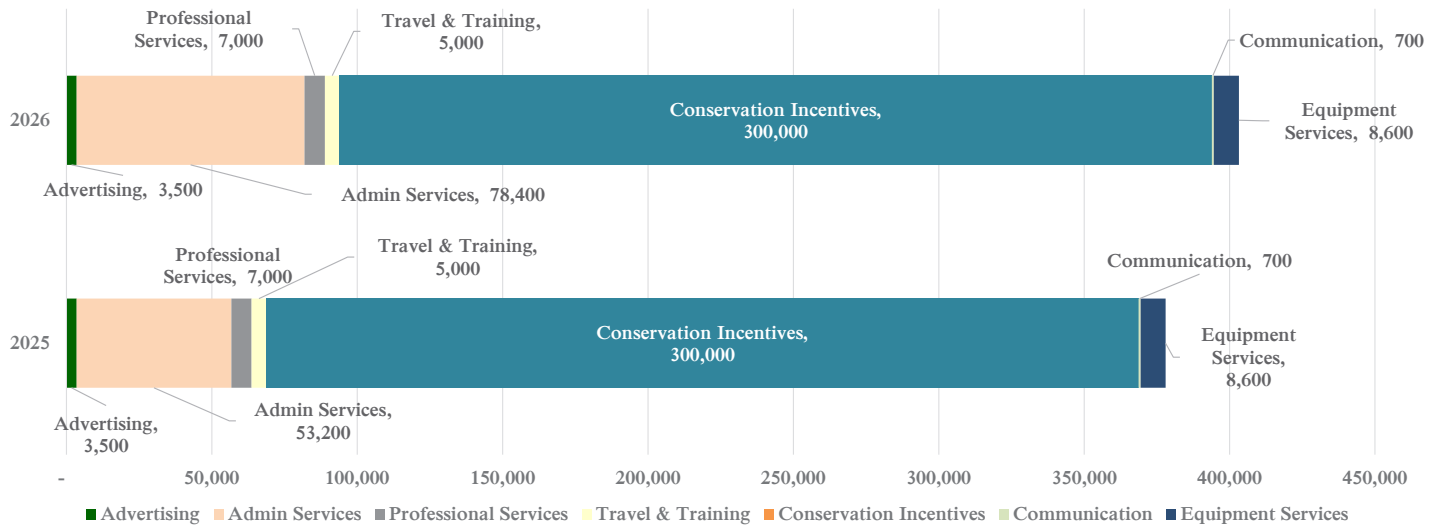 Professional
Services, 7,000
Travel & Training,
5,000
Communication, 700
2026
Conservation Incentives,
300,000
Equipment
Services, 8,600
Advertising, 3,500
Admin Services, 78,400
Professional
Services, 7,000
Travel & Training,
5,000
Communication, 700
2025
Conservation Incentives,
300,000
Equipment
Services,
8,600
Advertising,
3,500
Admin Services,
53,200
- 50,000 100,000 150,000 200,000 250,000 300,000 350,000 400,000 450,000
Advertising Admin Services Professional Services Travel & Training Conservation Incentives Communication Equipment Services